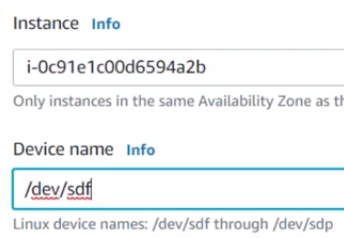 Instance Info
i-0c91e1c00d6594a2b
Only instances in the same Availability Zone as
Device name Info
/dev/sdf
Linux device names: /dev/sdf through /dev/sdp